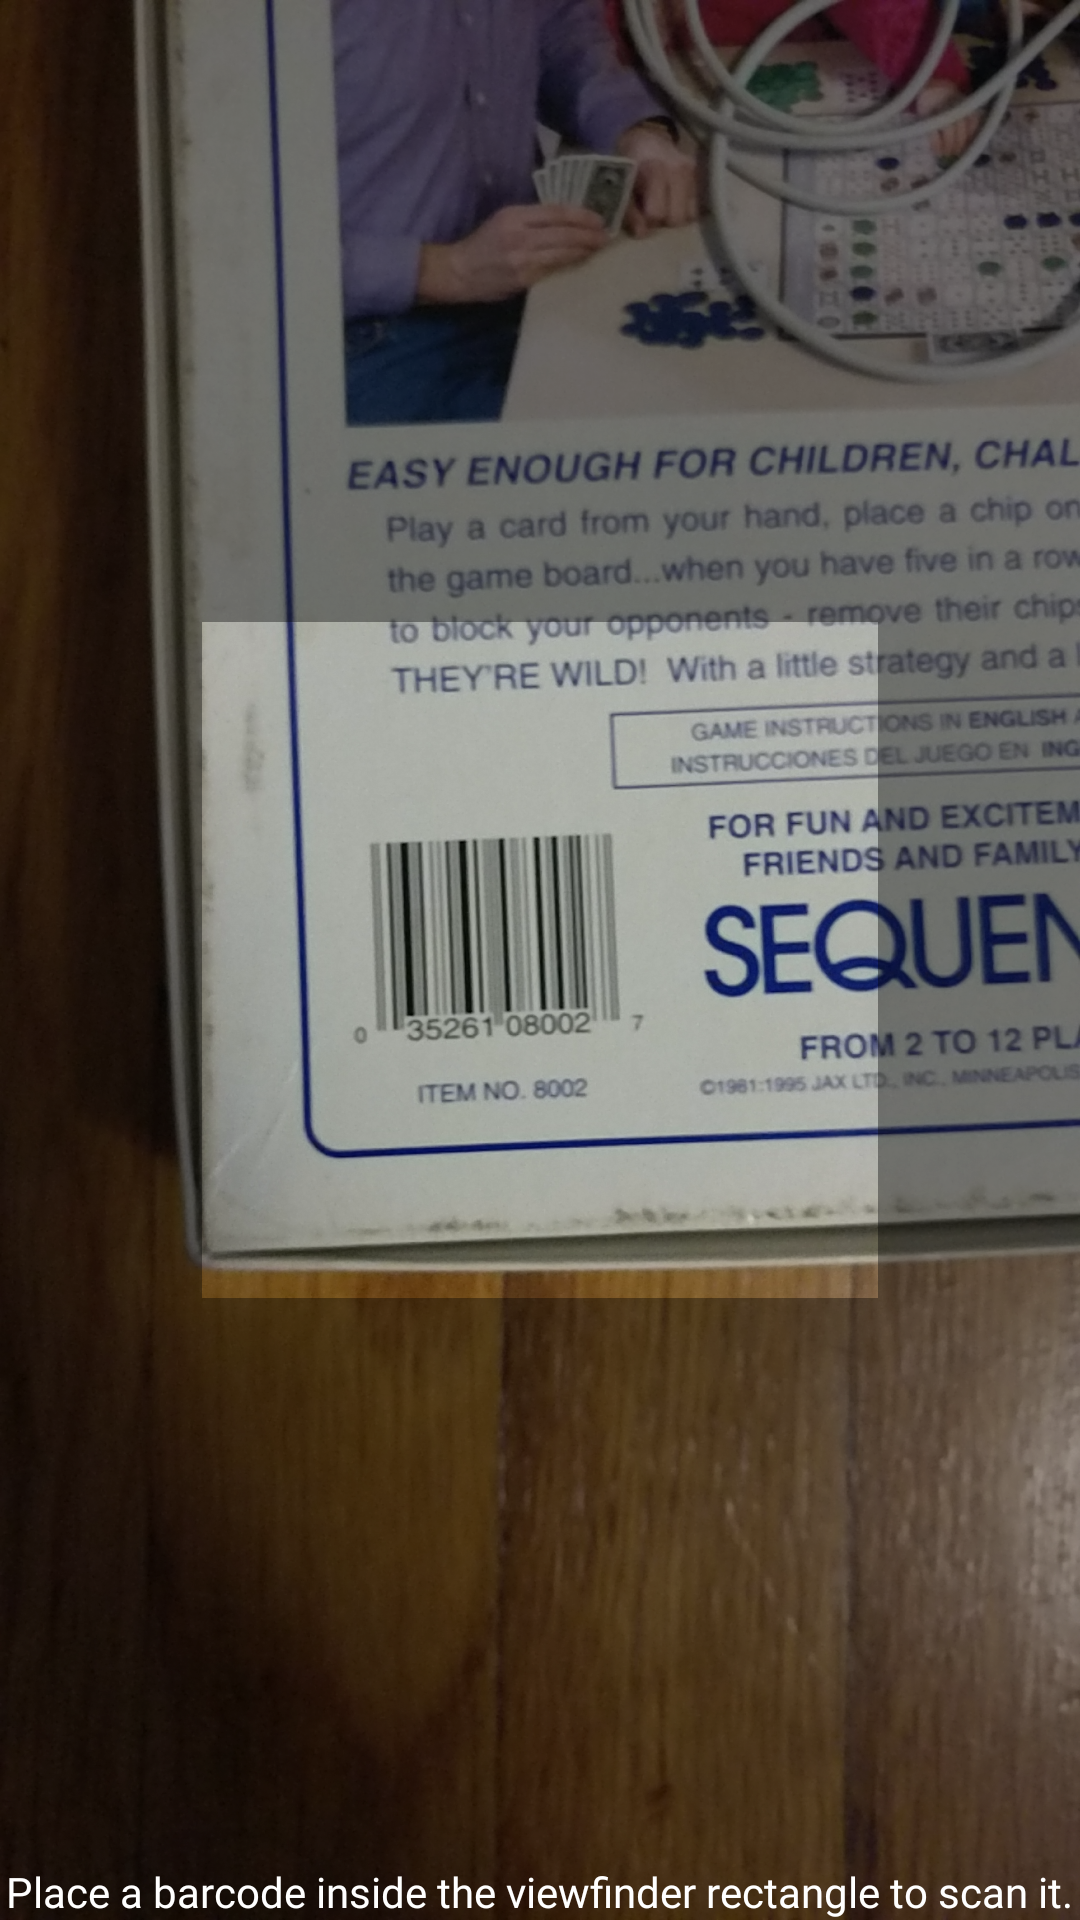 EASY ENOUGH FOR CHILDREN, CHAL
Play a card from your hand, place a chip on
the game board...when you have five in a row
to block your opponents - remove their chips
THEY'RE WILD! With a little strategy and a l
GAME INSTRUCTIONS IN ENGLISH A
INSTRUCCIONES DEL JUEGO EN ING
FOR FUN AND EXCITEM
FRIENDS AND FAMILY
SEQUEN
0 35261 08002 7
FROM 2 TO 12 PLA
ITEM NO. 8002
©1981:1995 JAX LTD., INC., MINNEAPOLIS
Place a barcode inside the viewfinder rectangle to scan it.